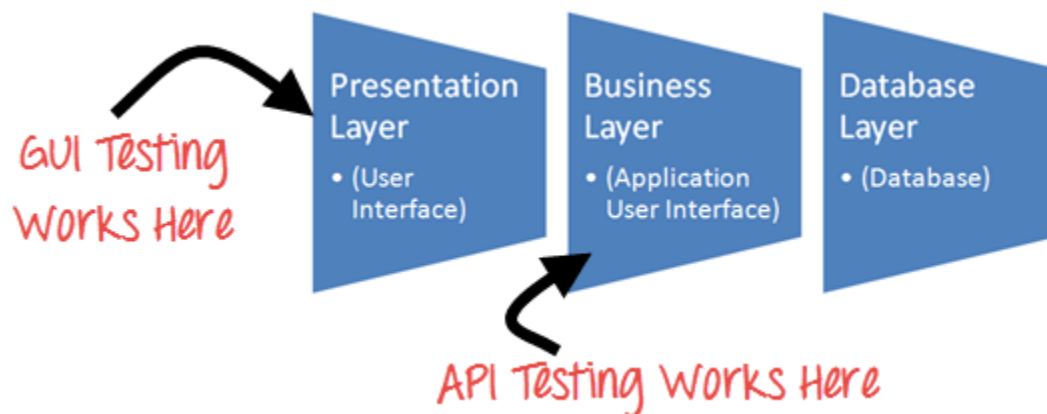 GUI Testing
Works Here
Presentation
Layer
• (User
Interface)
Business
Layer
• (Application
User Interface)
Database
Layer
• (Database)
API Testing Works Here